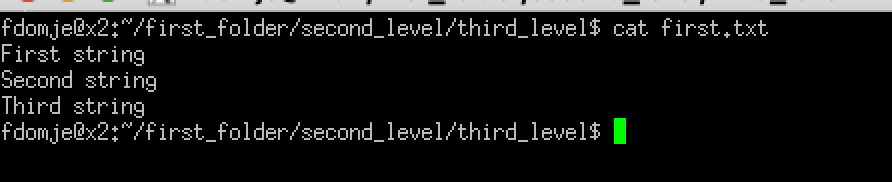 fdomje@x2:~/first_folder/second_level/third_level$ cat first.txt
First string
Second string
Third string
fdomje@x2:~/first_folder/second_level/third_level$